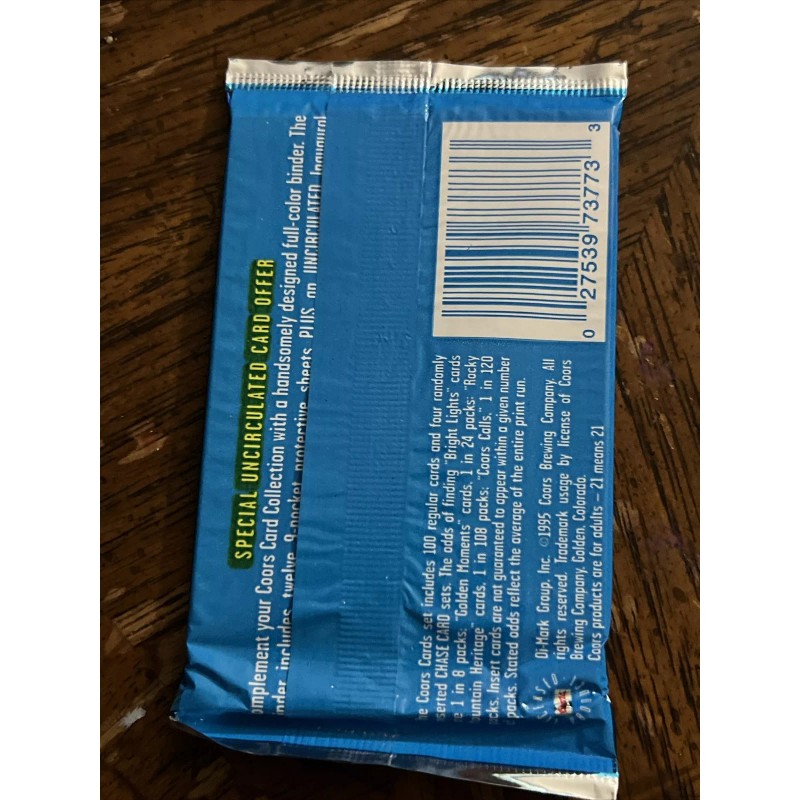 SPECIAL UNCIRCULATED CARD OFFER
omplement your Coors Card Collection with a handsomely designed full-color binder. The
inder includes twelve 9-pocket protective sheets PLUS an UNCIRCULATED Inaugural
he Coors Cards set includes 100 regular cards and four randomly
serted CHASE CARD sets. The odds of finding "Bright Lights" cards
e 1 in 8 packs; "Golden Moments" cards, 1 in 24 packs; "Rocky
ountain Heritage" cards, 1 in 108 packs; "Coors Calls," 1 in 120
cks. Insert cards are not guaranteed to appear within a given number
packs. Stated odds reflect the average of the entire print run.
Di-Mark Group, Inc. ©1995 Coors Brewing Company. All
rights reserved. Trademark usage by license of Coors
Brewing Company, Golden, Colorado.
Coors products are for adults – 21 means 21
0 27539 73773 3